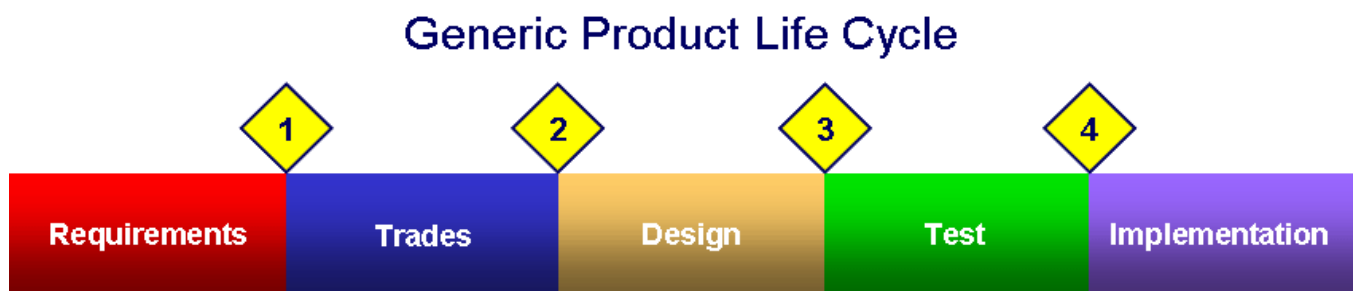 Generic Product Life Cycle
1 2 3 4
Requirements Trades Design Test Implementation